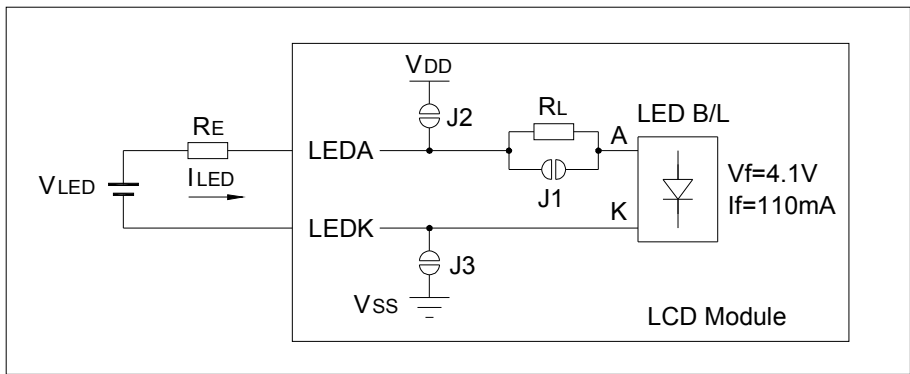 VDD
J2
RL
LED B/L
RE
LEDA
A
J1
Vf=4.1V
If=110mA
VLED
ILED
LEDK
K
J3
VSS
LCD Module